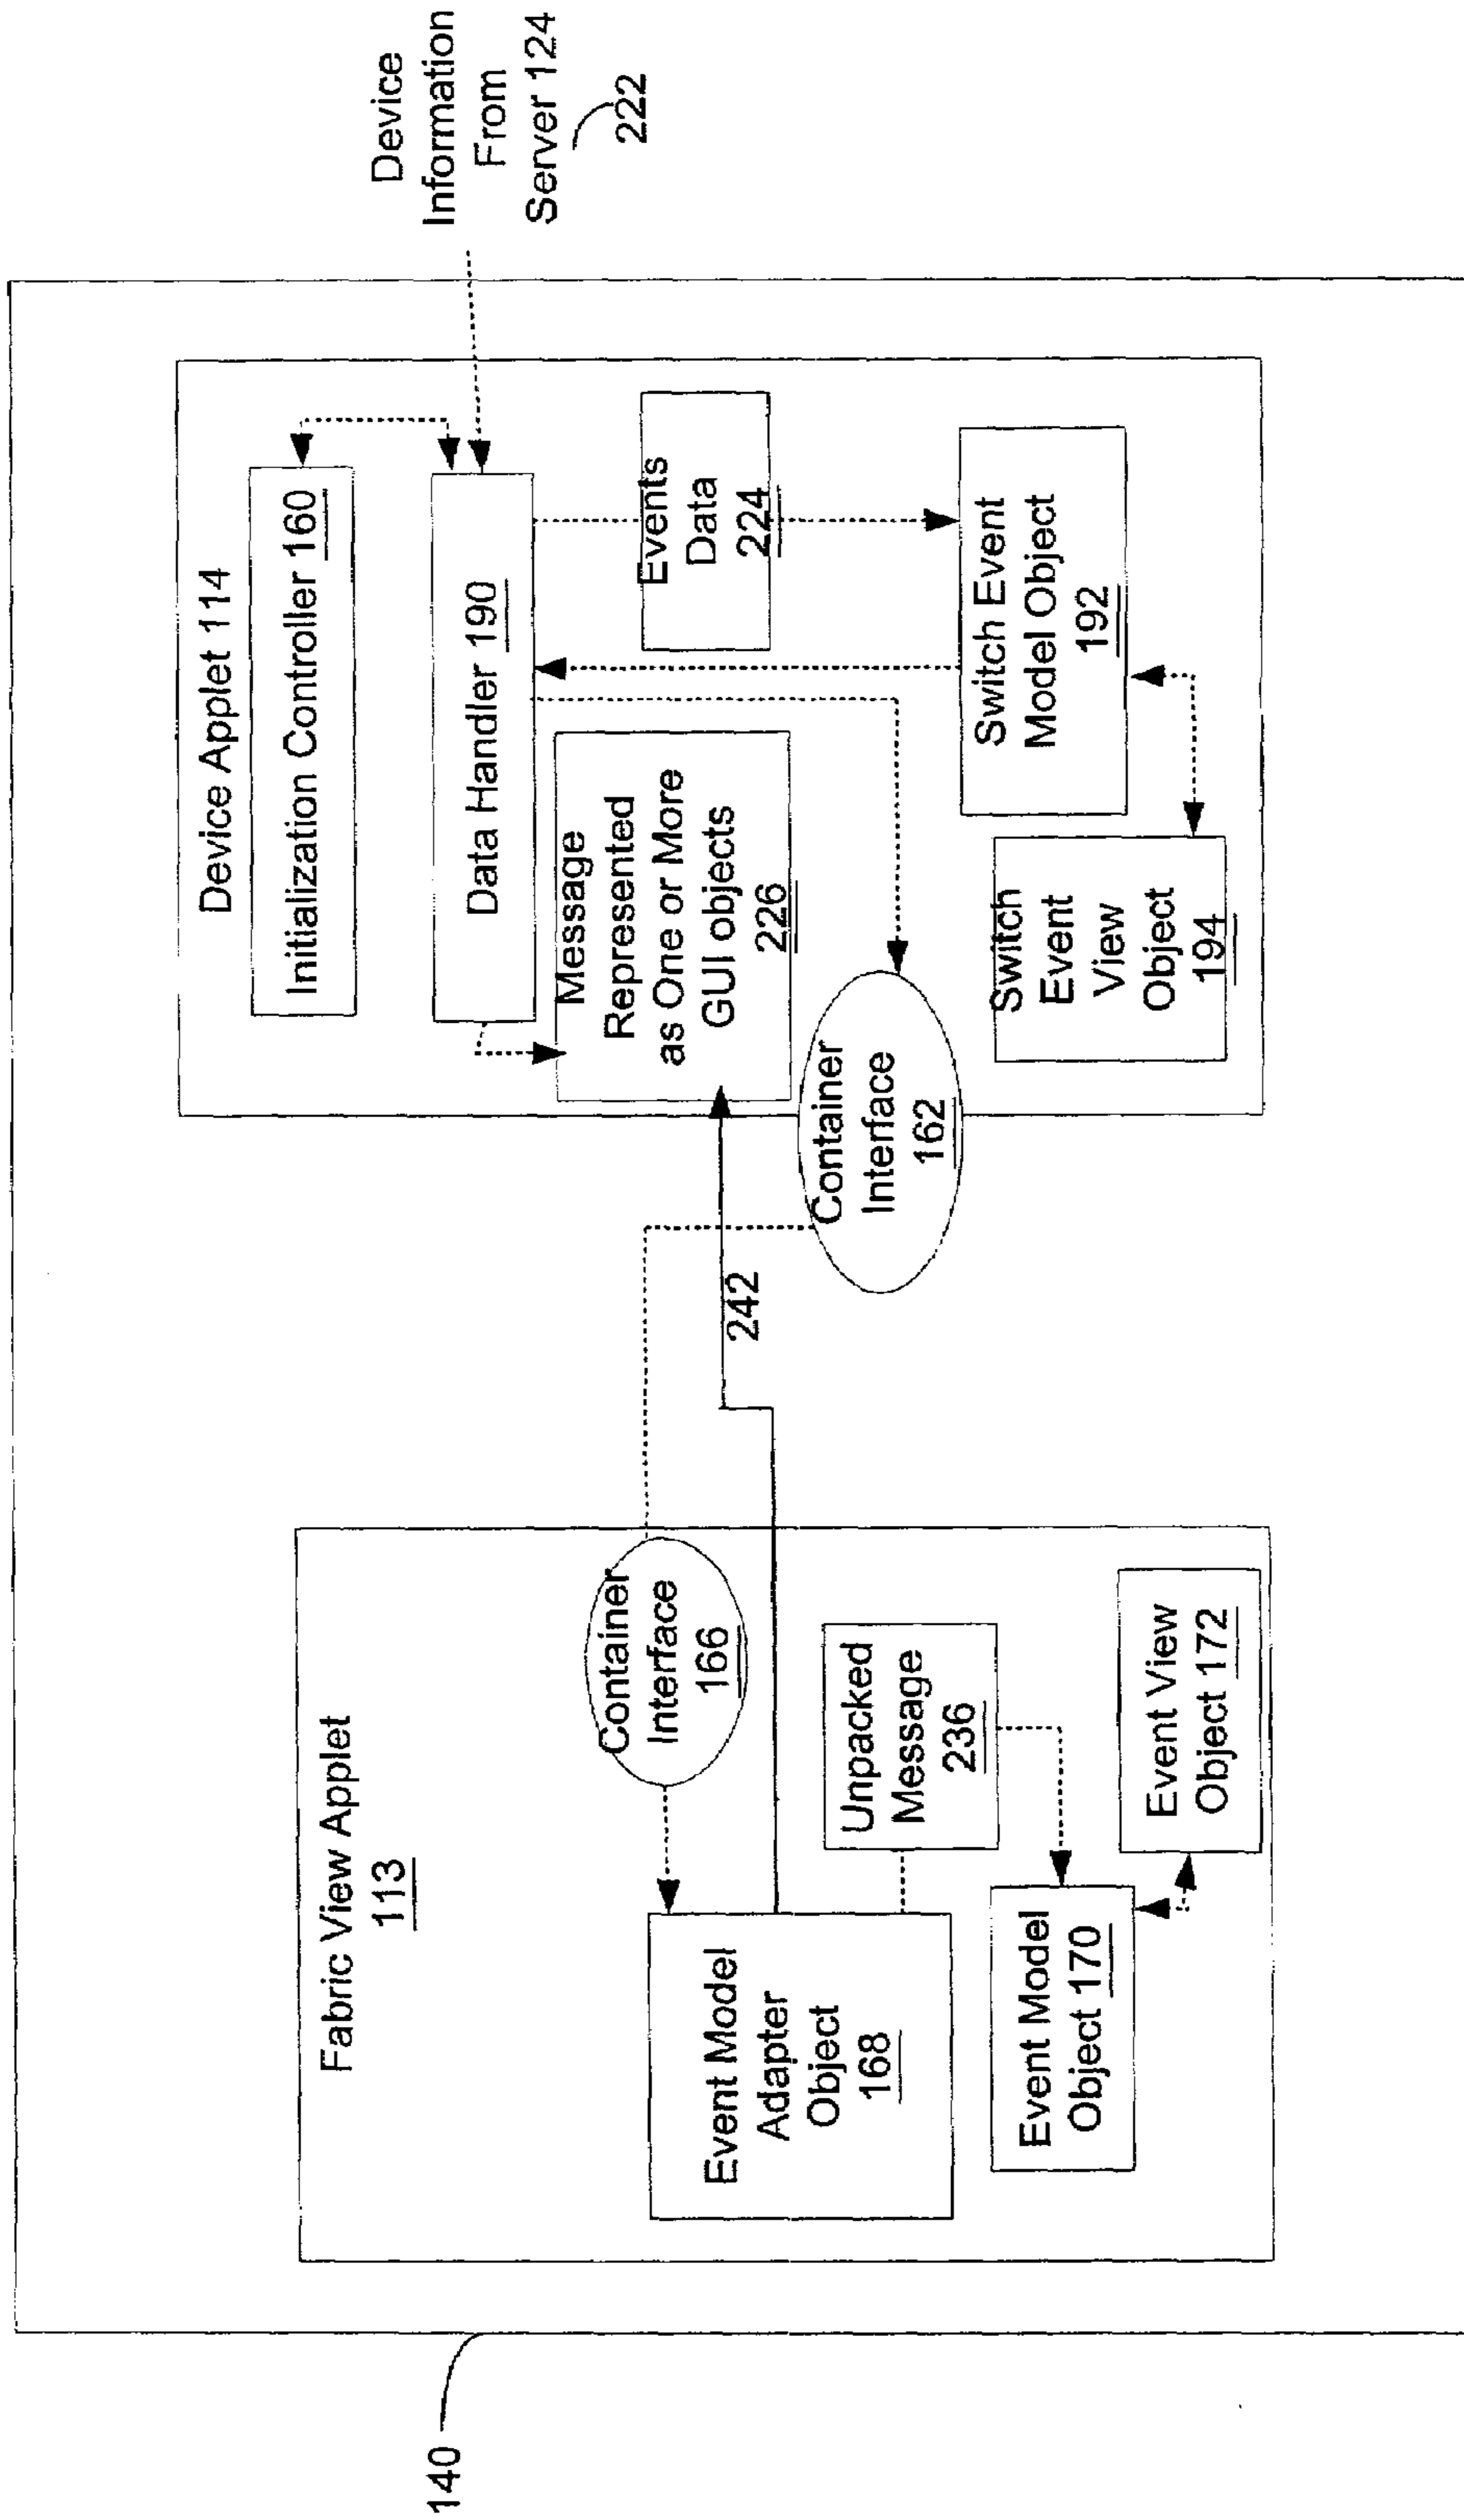 140
Fabric View Applet
113
Container
Interface
166
Event Model
Adapter
Object
168
Unpacked
Message
236
Event Model
Object 170
Event View
Object 172
242
Device Applet 114
Initialization Controller 160
Data Handler 190
Message
Represented
as One or More
GUI objects
226
Events
Data
224
Container
Interface
162
Switch Event
Model Object
192
Switch
Event
View
Object
194
Device
Information
From
Server 124
222